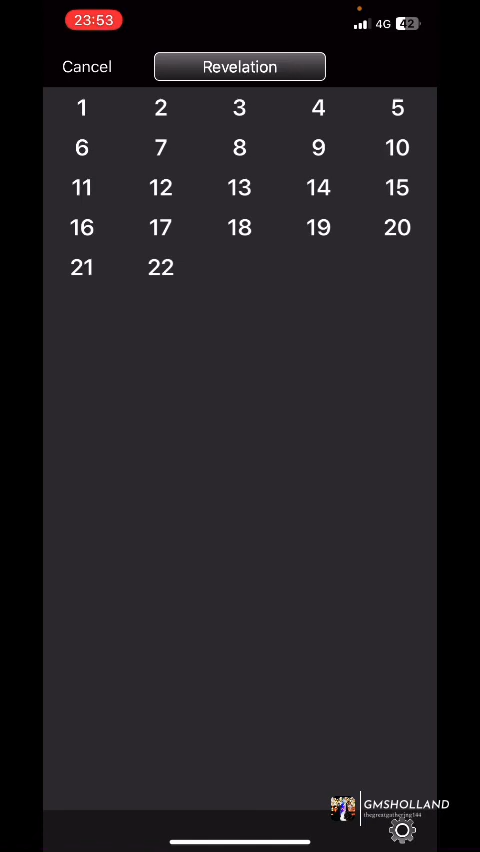 23:53
4G 42
Cancel Revelation
1 2 3 4 5
6 7 8 9 10
11 12 13 14 15
16 17 18 19 20
21 22
GMSHOLLAND
thegreatgathering144